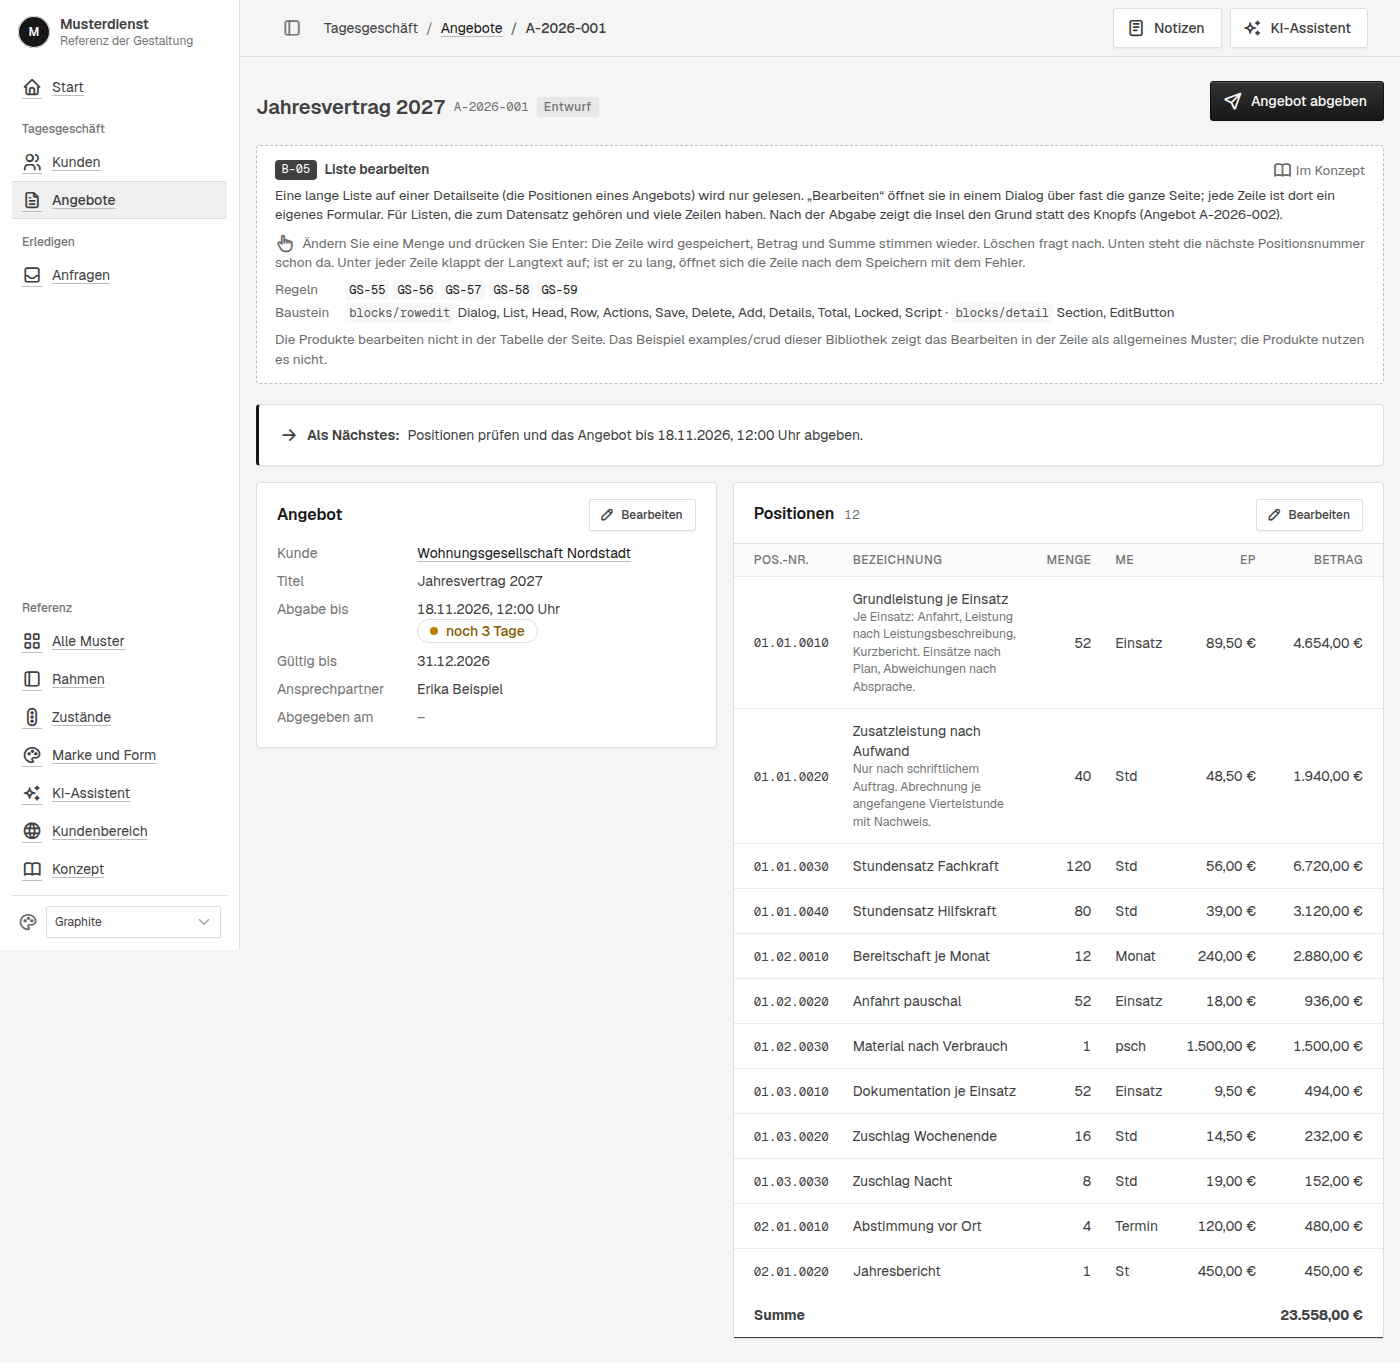 M
Musterdienst
Referenz der Gestaltung
Start
Tagesgeschäft
Kunden
Angebote
Erledigen
Anfragen
Referenz
Alle Muster
Rahmen
Zustände
Marke und Form
KI-Assistent
Kundenbereich
Konzept
Graphite
Tagesgeschäft / Angebote / A-2026-001
Notizen
KI-Assistent
Jahresvertrag 2027 A-2026-001 Entwurf
Angebot abgeben
B-05 Liste bearbeiten
Im Konzept
Eine lange Liste auf einer Detailseite (die Positionen eines Angebots) wird nur gelesen. „Bearbeiten“ öffnet sie in einem Dialog über fast die ganze Seite; jede Zeile ist dort ein
eigenes Formular. Für Listen, die zum Datensatz gehören und viele Zeilen haben. Nach der Abgabe zeigt die Insel den Grund statt des Knopfs (Angebot A-2026-002).
Ändern Sie eine Menge und drücken Sie Enter: Die Zeile wird gespeichert, Betrag und Summe stimmen wieder. Löschen fragt nach. Unten steht die nächste Positionsnummer
schon da. Unter jeder Zeile klappt der Langtext auf; ist er zu lang, öffnet sich die Zeile nach dem Speichern mit dem Fehler.
Regeln GS-55 GS-56 GS-57 GS-58 GS-59
Baustein blocks/rowedit Dialog, List, Head, Row, Actions, Save, Delete, Add, Details, Total, Locked, Script · blocks/detail Section, EditButton
Die Produkte bearbeiten nicht in der Tabelle der Seite. Das Beispiel examples/crud dieser Bibliothek zeigt das Bearbeiten in der Zeile als allgemeines Muster; die Produkte nutzen
es nicht.
Als Nächstes: Positionen prüfen und das Angebot bis 18.11.2026, 12:00 Uhr abgeben.
Angebot
Bearbeiten
Kunde Wohnungsgesellschaft Nordstadt
Titel Jahresvertrag 2027
Abgabe bis 18.11.2026, 12:00 Uhr
noch 3 Tage
Gültig bis 31.12.2026
Ansprechpartner Erika Beispiel
Abgegeben am –
Positionen 12
Bearbeiten
POS.-NR. BEZEICHNUNG MENGE ME EP BETRAG
01.01.0010 Grundleistung je Einsatz 52 Einsatz 89,50 € 4.654,00 €
Je Einsatz: Anfahrt, Leistung
nach Leistungsbeschreibung,
Kurzbericht. Einsätze nach
Plan, Abweichungen nach
Absprache.
01.01.0020 Zusatzleistung nach 40 Std 48,50 € 1.940,00 €
Aufwand
Nur nach schriftlichem
Auftrag. Abrechnung je
angefangene Viertelstunde
mit Nachweis.
01.01.0030 Stundensatz Fachkraft 120 Std 56,00 € 6.720,00 €
01.01.0040 Stundensatz Hilfskraft 80 Std 39,00 € 3.120,00 €
01.02.0010 Bereitschaft je Monat 12 Monat 240,00 € 2.880,00 €
01.02.0020 Anfahrt pauschal 52 Einsatz 18,00 € 936,00 €
01.02.0030 Material nach Verbrauch 1 psch 1.500,00 € 1.500,00 €
01.03.0010 Dokumentation je Einsatz 52 Einsatz 9,50 € 494,00 €
01.03.0020 Zuschlag Wochenende 16 Std 14,50 € 232,00 €
01.03.0030 Zuschlag Nacht 8 Std 19,00 € 152,00 €
02.01.0010 Abstimmung vor Ort 4 Termin 120,00 € 480,00 €
02.01.0020 Jahresbericht 1 St 450,00 € 450,00 €
Summe 23.558,00 €